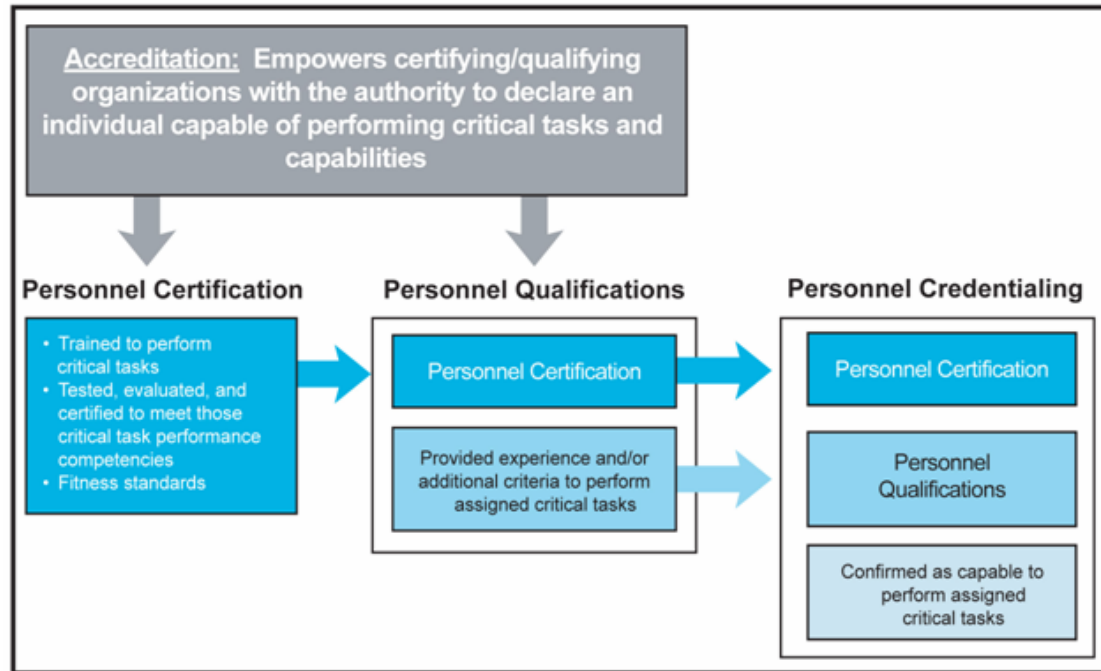 Accreditation: Empowers certifying/qualifying
organizations with the authority to declare an
individual capable of performing critical tasks and
capabilities
Personnel Certification
• Trained to perform
critical tasks
• Tested, evaluated, and
certified to meet those
critical task performance
competencies
• Fitness standards
Personnel Qualifications
Personnel Certification
Provided experience and/or
additional criteria to perform
assigned critical tasks
Personnel Credentialing
Personnel Certification
Personnel
Qualifications
Confirmed as capable to
perform assigned
critical tasks